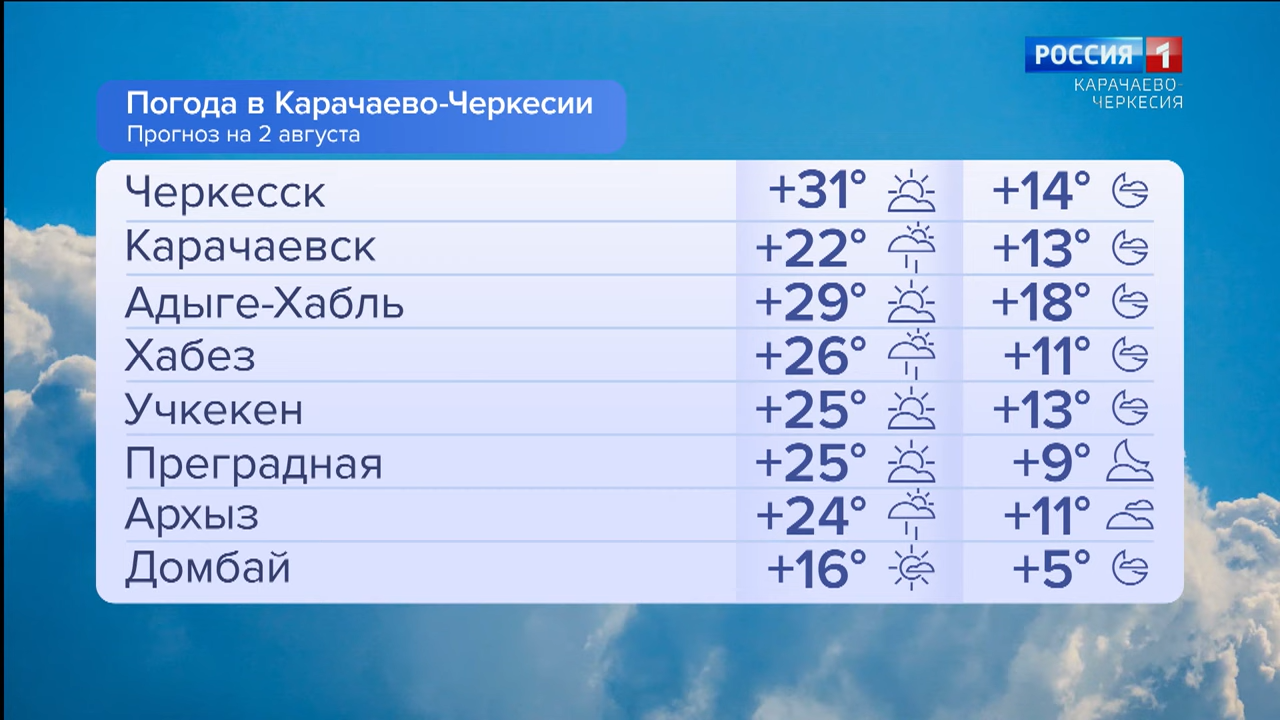 РОССИЯ 1
КАРАЧАЕВО-
ЧЕРКЕСИЯ
Погода в Карачаево-Черкесии
Прогноз на 2 августа
Черкесск +31° +14°
Карачаевск +22° +13°
Адыге-Хабль +29° +18°
Хабез +26° +11°
Учкекен +25° +13°
Преградная +25° +9°
Архыз +24° +11°
Домбай +16° +5°